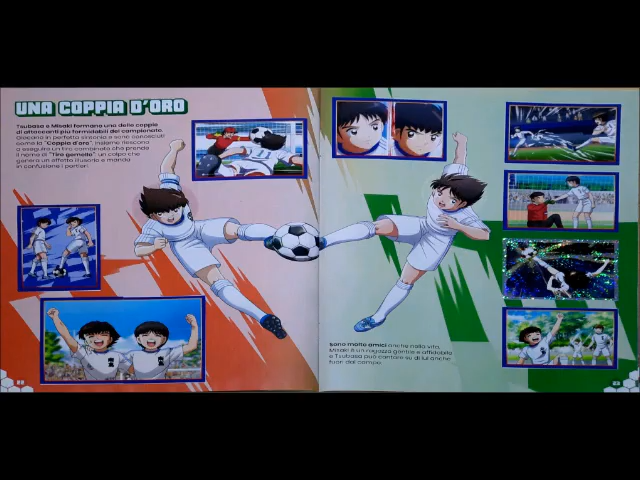 UNA COPPIA D'ORO
Tsubasa e Misaki formano una delle coppie
di attaccanti più formidabili del campionato.
Giocano in perfetta sintonia e sono conosciuti
come la "Coppia d'oro". Insieme riescono
a eseguire un tiro combinato che prende
il nome di "Tiro gemello": un colpo che
genera un effetto illusorio e manda
in confusione i portieri.
Sono molto amici anche nella vita.
Misaki è un ragazzo gentile e affidabile
e Tsubasa può contare su di lui anche
fuori dal campo.
22